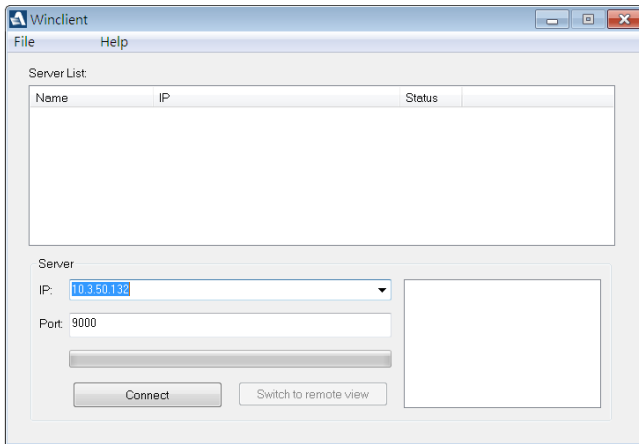 Winclient
File Help
Server List:
Name IP Status
Server
IP: 10.3.50.132
Port: 9000
Connect Switch to remote view